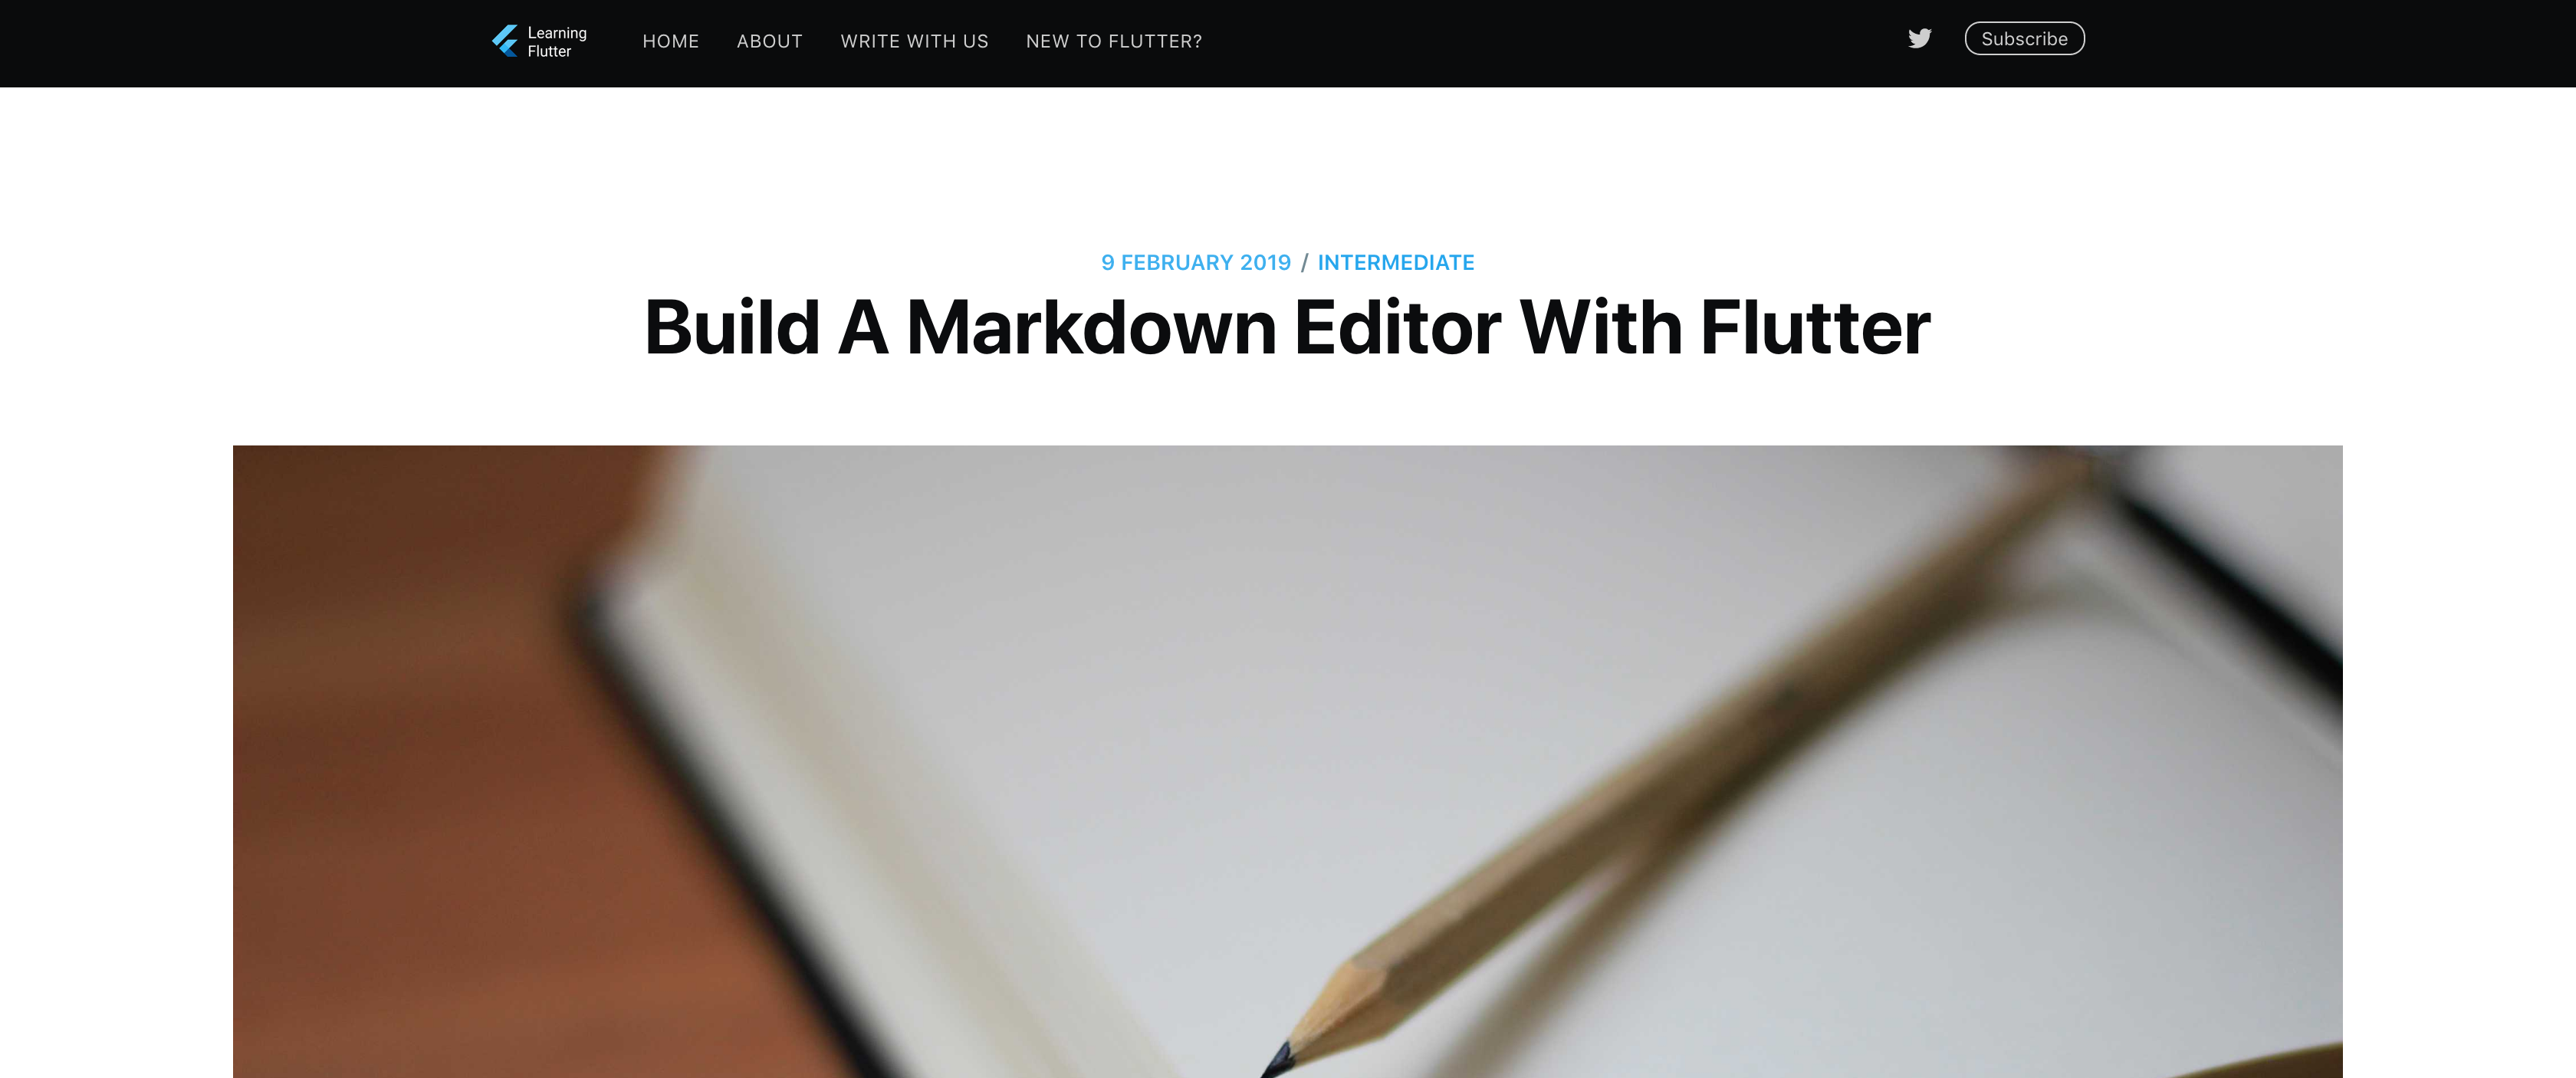 Learning
Flutter
HOME ABOUT WRITE WITH US NEW TO FLUTTER?
Subscribe
9 FEBRUARY 2019 / INTERMEDIATE
Build A Markdown Editor With Flutter